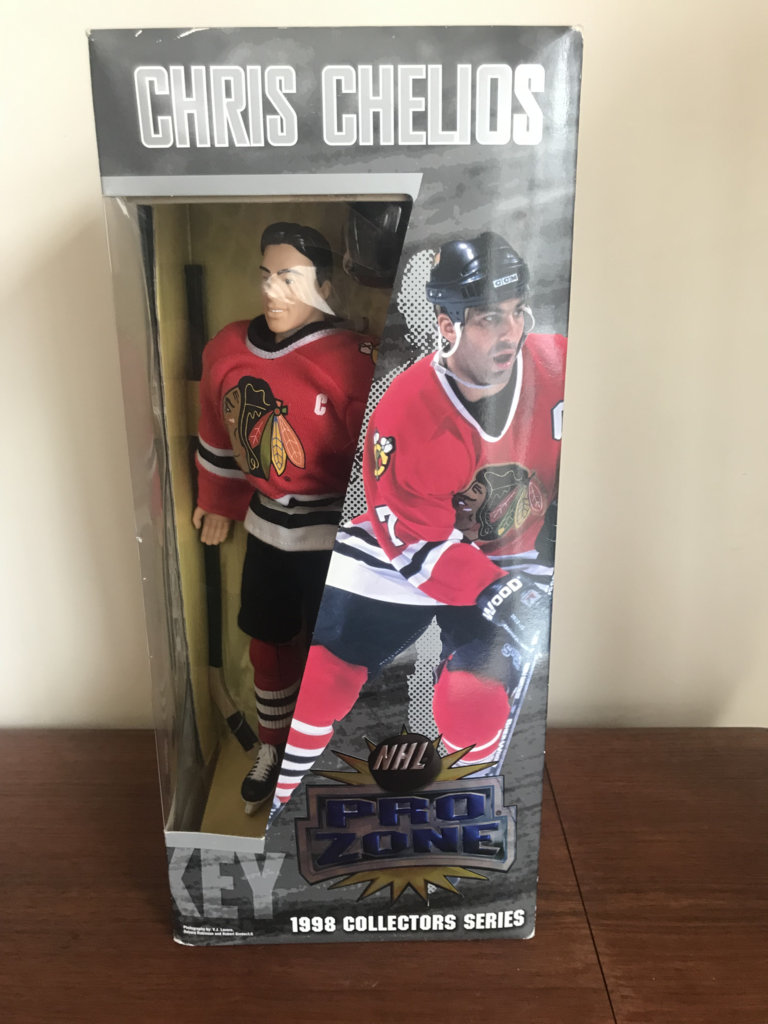 CHRIS CHELIOS
C
CCM
C
7
WOOD
NHL
PRO
ZONE
KEY
1998 COLLECTORS SERIES